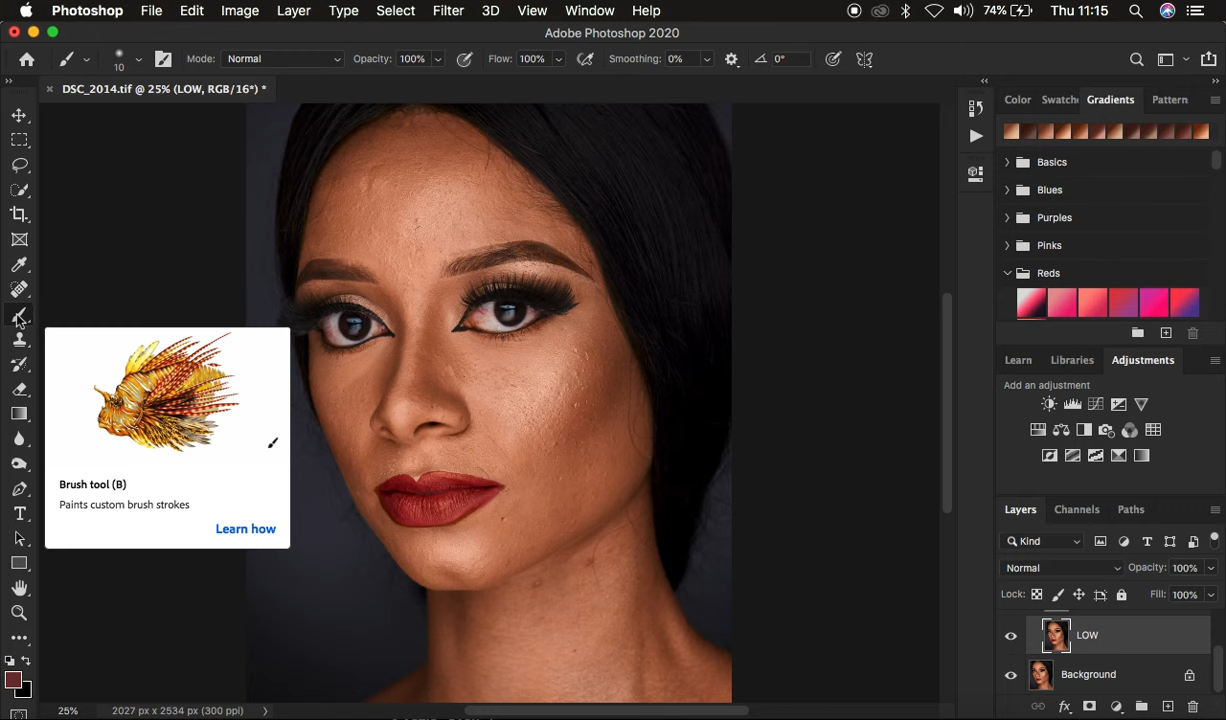 Photoshop File Edit Image Layer Type Select Filter 3D View Window Help 74% Thu 11:15
Adobe Photoshop 2020
10 Mode: Normal Opacity: 100% Flow: 100% Smoothing: 0% 0°
DSC_2014.tif @ 25% (LOW, RGB/16*) *
Color Swatche Gradients Pattern
Basics
Blues
Purples
Pinks
Reds
Learn Libraries Adjustments
Add an adjustment
Brush tool (B)
Paints custom brush strokes
Learn how
Layers Channels Paths
Kind
Normal Opacity: 100%
Lock: Fill: 100%
LOW
Background
25% 2027 px x 2534 px (300 ppi)